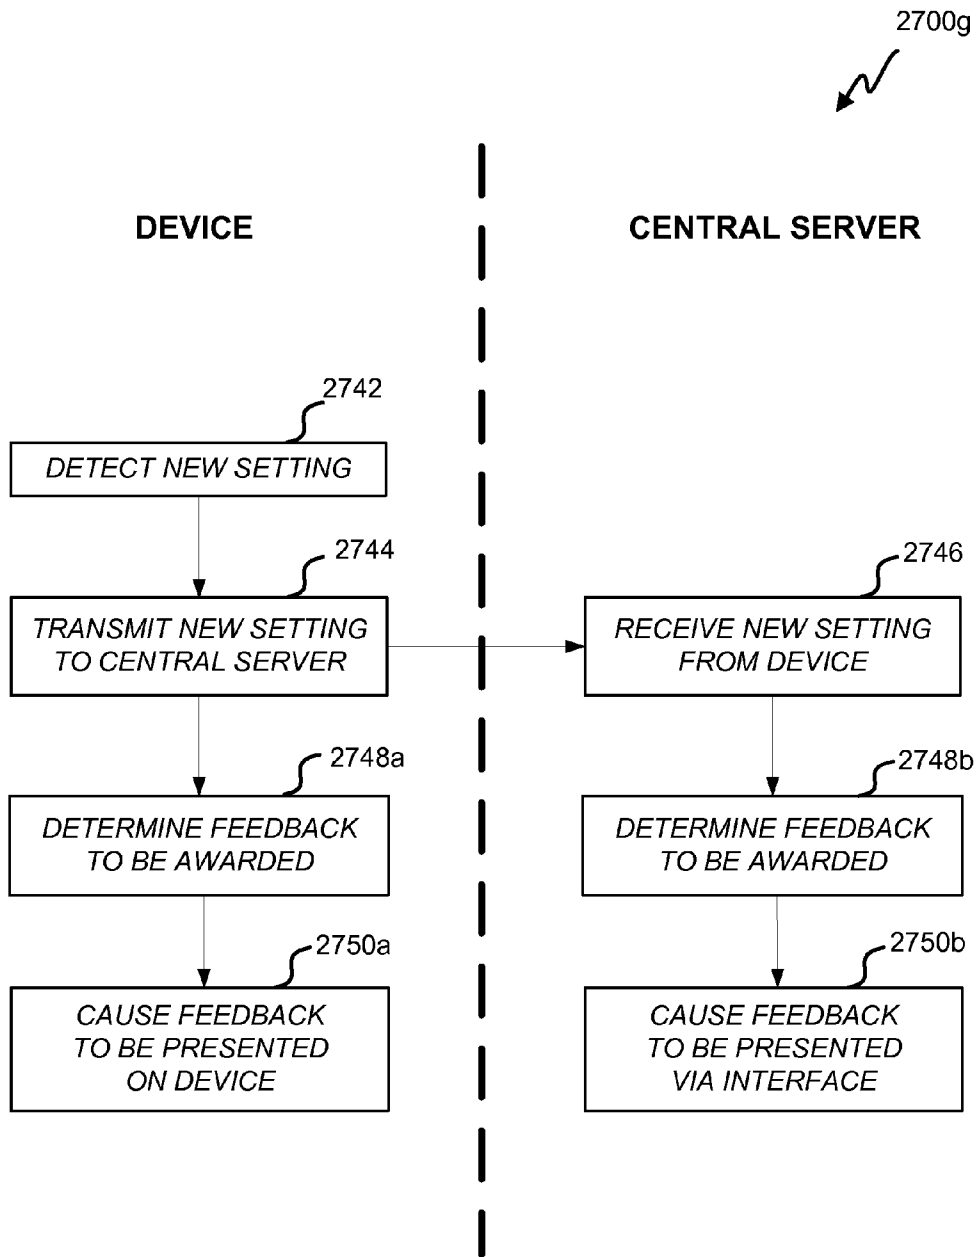 2700g
DEVICE
CENTRAL SERVER
2742
DETECT NEW SETTING
2744
TRANSMIT NEW SETTING
TO CENTRAL SERVER
2746
RECEIVE NEW SETTING
FROM DEVICE
2748a
DETERMINE FEEDBACK
TO BE AWARDED
2748b
DETERMINE FEEDBACK
TO BE AWARDED
2750a
CAUSE FEEDBACK
TO BE PRESENTED
ON DEVICE
2750b
CAUSE FEEDBACK
TO BE PRESENTED
VIA INTERFACE